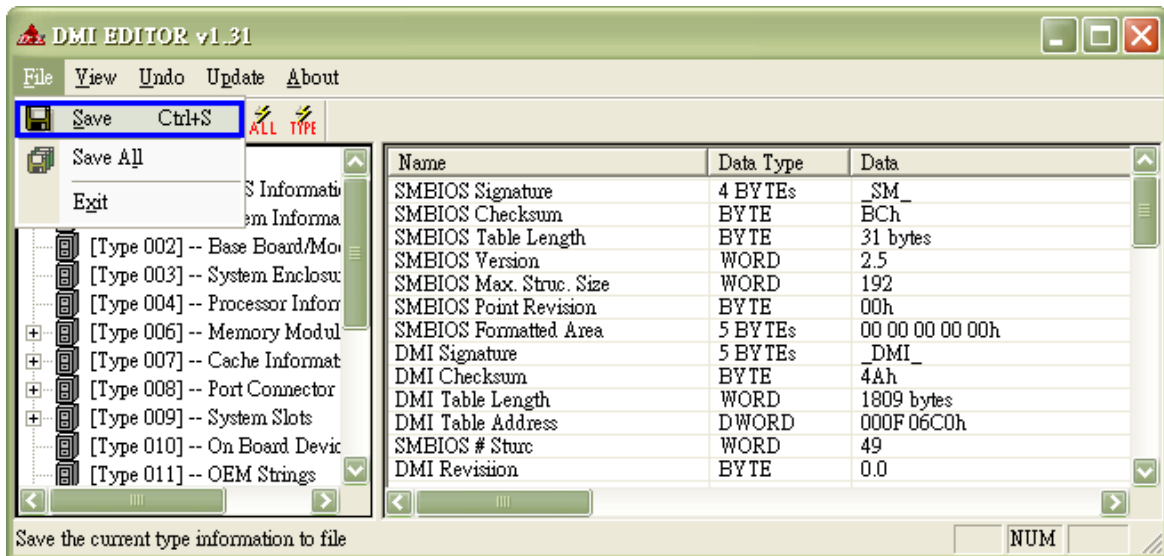 DMI EDITOR v1.31
File View Undo Update About
Save Ctrl+S
ALL TYPE
Save All
Exit
S Informati
em Informa
[Type 002] -- Base Board/Mo
[Type 003] -- System Enclosu
[Type 004] -- Processor Infor
[Type 006] -- Memory Modul
[Type 007] -- Cache Informat
[Type 008] -- Port Connector
[Type 009] -- System Slots
[Type 010] -- On Board Devic
[Type 011] -- OEM Strings
Name Data Type Data
SMBIOS Signature 4 BYTEs _SM_
SMBIOS Checksum BYTE BCh
SMBIOS Table Length BYTE 31 bytes
SMBIOS Version WORD 2.5
SMBIOS Max. Struc. Size WORD 192
SMBIOS Point Revision BYTE 00h
SMBIOS Formatted Area 5 BYTEs 00 00 00 00 00h
DMI Signature 5 BYTEs _DMI_
DMI Checksum BYTE 4Ah
DMI Table Length WORD 1809 bytes
DMI Table Address DWORD 000F 06C0h
SMBIOS # Sturc WORD 49
DMI Revisiion BYTE 0.0
Save the current type information to file
NUM